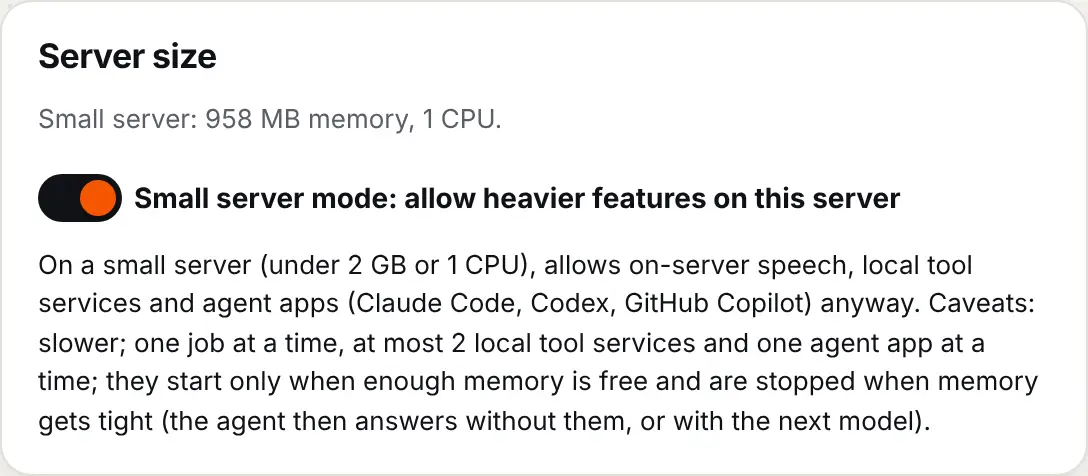 Server size
Small server: 958 MB memory, 1 CPU.
Small server mode: allow heavier features on this server
On a small server (under 2 GB or 1 CPU), allows on-server speech, local tool
services and agent apps (Claude Code, Codex, GitHub Copilot) anyway. Caveats:
slower; one job at a time, at most 2 local tool services and one agent app at a
time; they start only when enough memory is free and are stopped when memory
gets tight (the agent then answers without them, or with the next model).